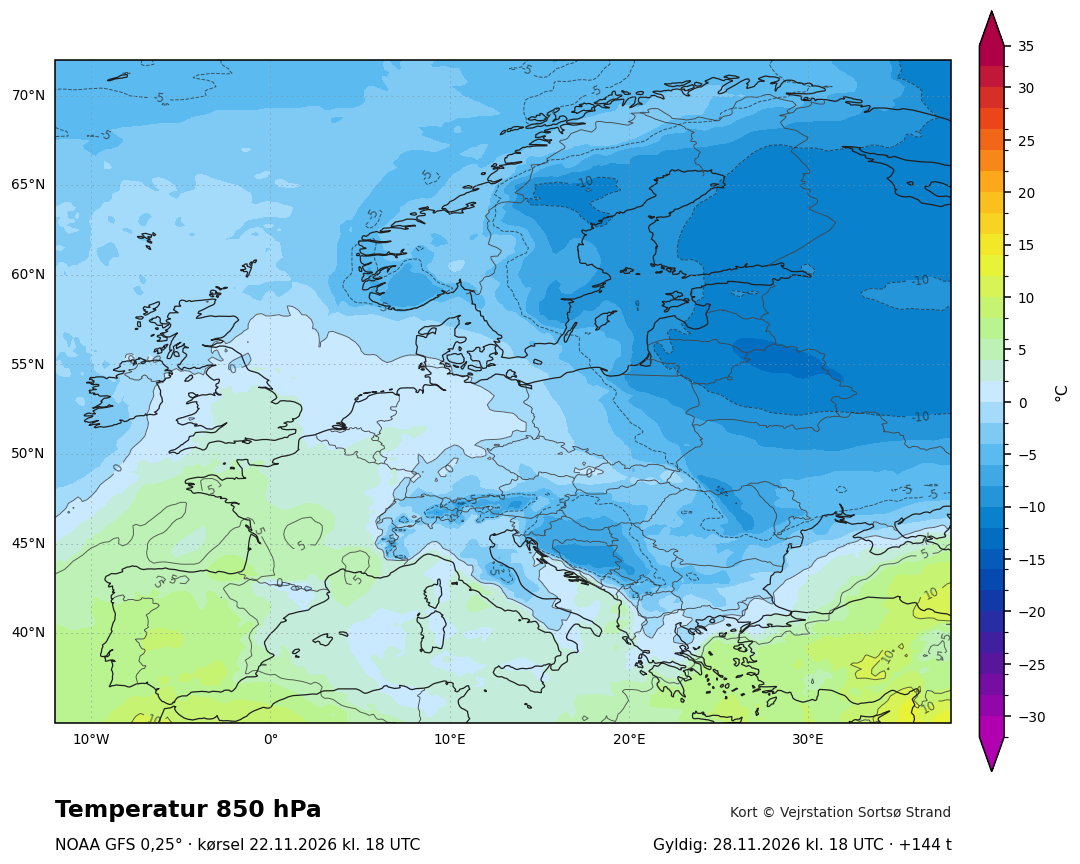 70°N
65°N
60°N
55°N
50°N
45°N
40°N
10°W 0° 10°E 20°E 30°E
35
30
25
20
15
10
5
0
−5
−10
−15
−20
−25
−30
°C
Temperatur 850 hPa
Kort © Vejrstation Sortsø Strand
NOAA GFS 0,25° · kørsel 22.11.2026 kl. 18 UTC
Gyldig: 28.11.2026 kl. 18 UTC · +144 t